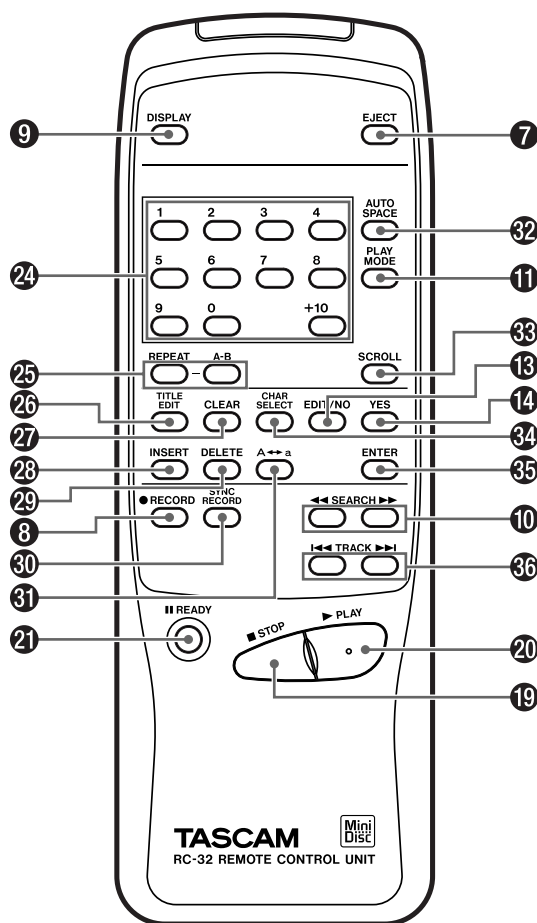 DISPLAY EJECT
9 7
1 2 3 4 AUTO SPACE
32
5 6 7 8 PLAY MODE
24 11
9 0 +10
33
REPEAT – A-B SCROLL
25 13
TITLE EDIT CLEAR CHAR SELECT EDIT/NO YES
26 14
27 34
INSERT DELETE A ↔ a ENTER
28 35
29
● RECORD SYNC RECORD ◀◀ SEARCH ▶▶
8 10
30
I◀◀ TRACK ▶▶I
31 36
II READY ■ STOP ▶ PLAY
21 20
19
TASCAM Mini Disc
RC-32 REMOTE CONTROL UNIT